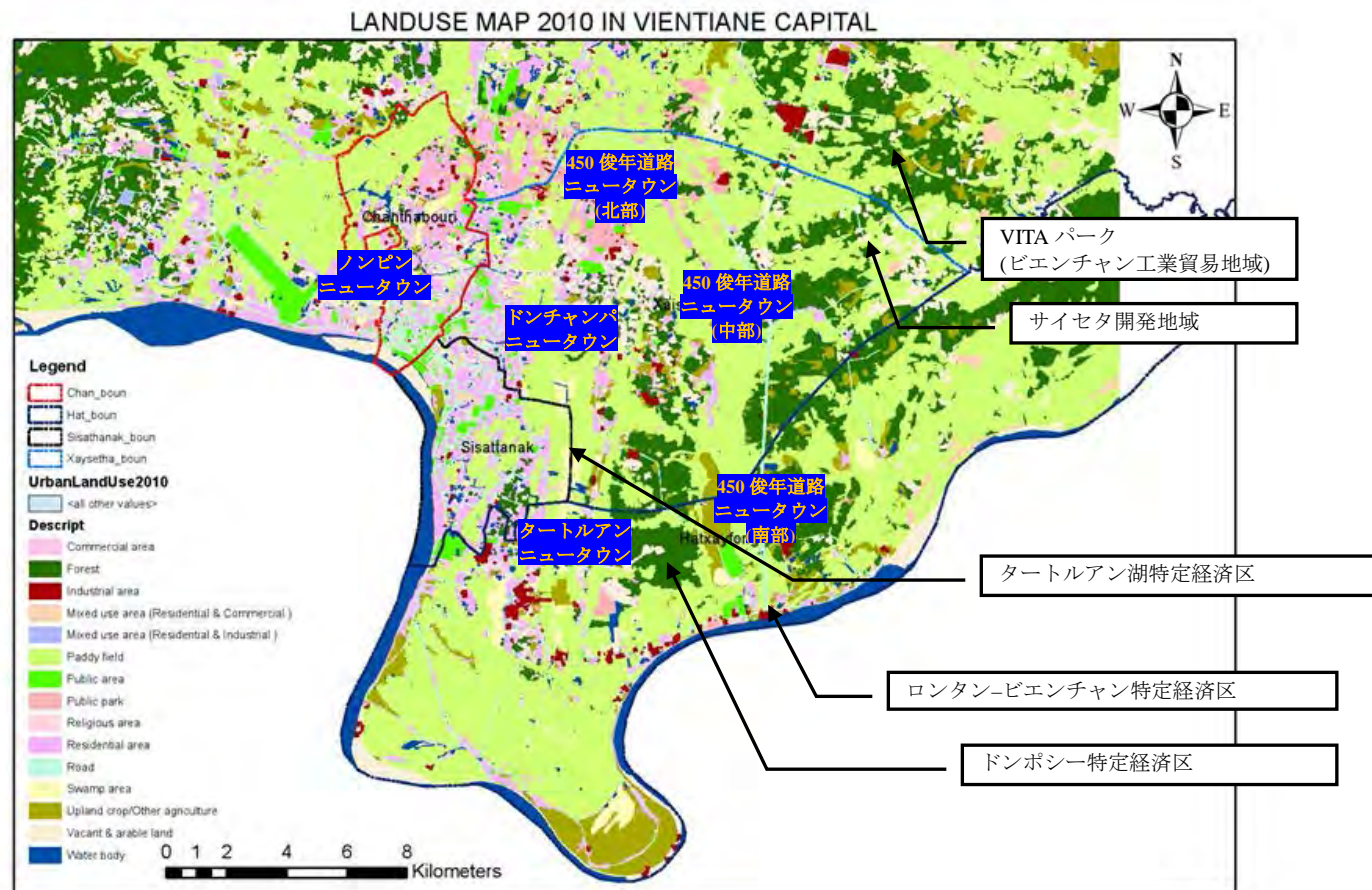 LANDUSE MAP 2010 IN VIENTIANE CAPITAL
N
W
E
S
450 俊年道路
ニュータウン
(北部)
Chanthabouri
ノンピン
ニュータウン
VITA パーク
(ビエンチャン工業貿易地域)
450 俊年道路
ニュータウン
(中部)
ドンチャンパ
ニュータウン
サイセタ開発地域
Sisattanak
450 俊年道路
ニュータウン
(南部)
タートルアン
ニュータウン
タートルアン湖特定経済区
ロンタン–ビエンチャン特定経済区
ドンポシー特定経済区
Legend
Chan_boun
Hat_boun
Sisathanak_boun
Xaysetha_boun
UrbanLandUse2010
<all other values>
Descript
Commercial area
Forest
Industrial area
Mixed use area (Residential & Commercial )
Mixed use area (Residential & Industrial )
Paddy field
Public area
Public park
Religious area
Residential area
Road
Swamp area
Upland crop/Other agriculture
Vacant & arable land
Water body
0 1 2 4 6 8
Kilometers